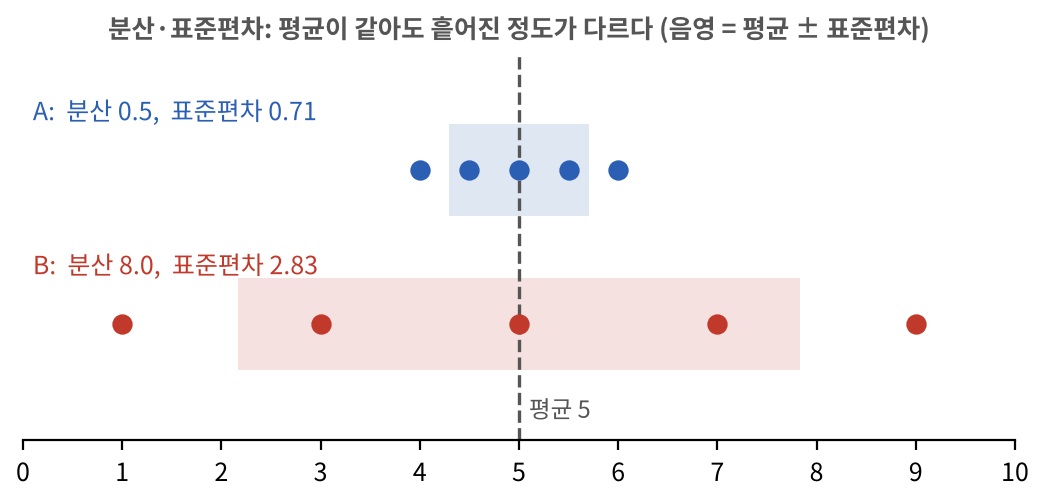 분산·표준편차: 평균이 같아도 흩어진 정도가 다르다 (음영 = 평균 ± 표준편차)
A: 분산 0.5, 표준편차 0.71
B: 분산 8.0, 표준편차 2.83
평균 5
0 1 2 3 4 5 6 7 8 9 10